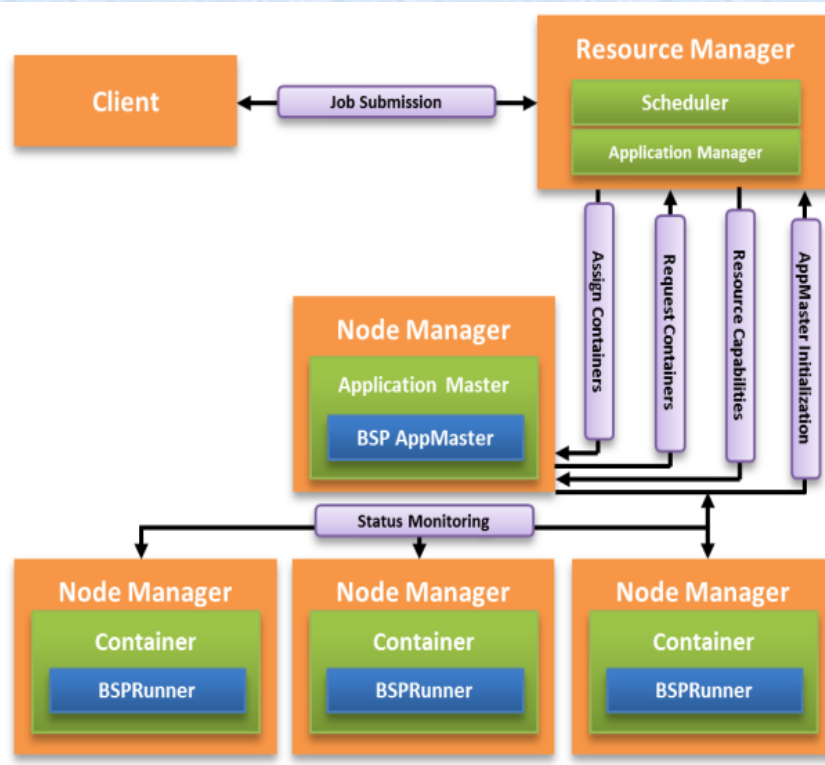 Resource Manager
Client
Job Submission
Scheduler
Application Manager
Assign Containers
Request Containers
Resource Capabilities
AppMaster Initialization
Node Manager
Application Master
BSP AppMaster
Status Monitoring
Node Manager
Container
BSPRunner
Node Manager
Container
BSPRunner
Node Manager
Container
BSPRunner